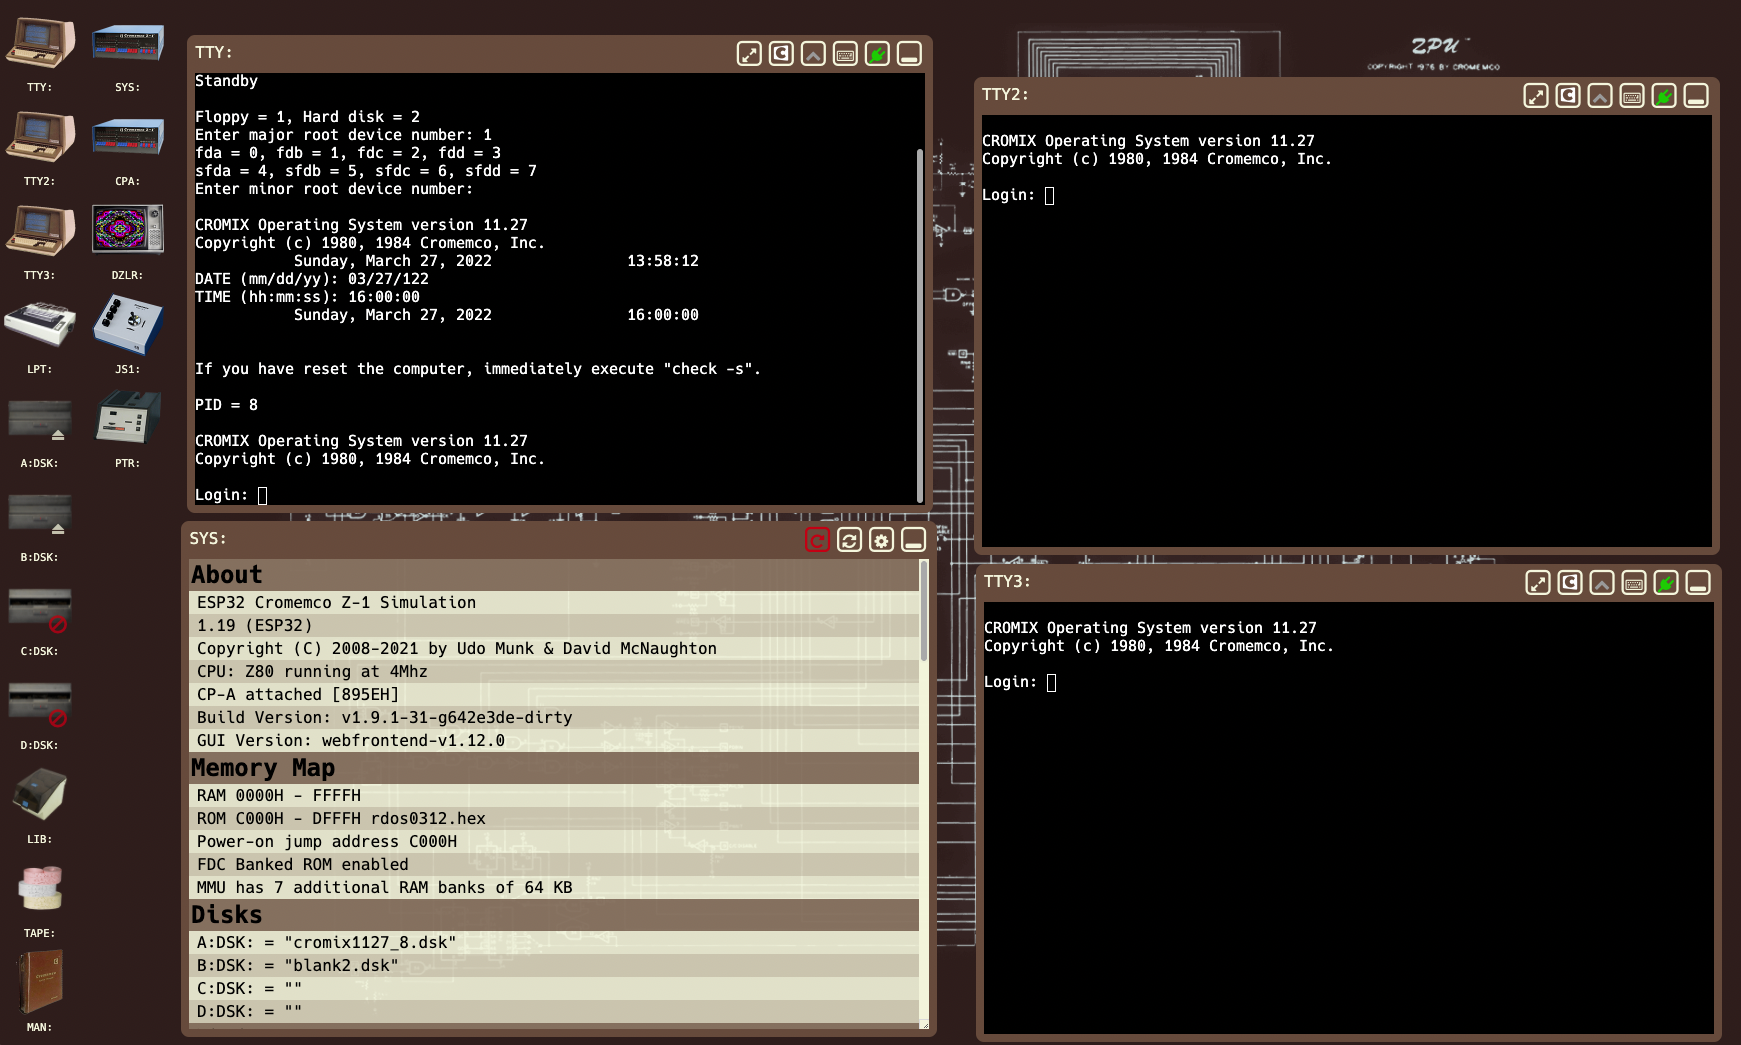 TTY:
SYS:
TTY2:
CPA:
TTY3:
DZLR:
LPT:
JS1:
A:DSK:
PTR:
B:DSK:
C:DSK:
D:DSK:
LIB:
TAPE:
MAN:
TTY:
Standby
Floppy = 1, Hard disk = 2
Enter major root device number: 1
fda = 0, fdb = 1, fdc = 2, fdd = 3
sfda = 4, sfdb = 5, sfdc = 6, sfdd = 7
Enter minor root device number:
CROMIX Operating System version 11.27
Copyright (c) 1980, 1984 Cromemco, Inc.
Sunday, March 27, 2022 13:58:12
DATE (mm/dd/yy): 03/27/122
TIME (hh:mm:ss): 16:00:00
Sunday, March 27, 2022 16:00:00
If you have reset the computer, immediately execute "check -s".
PID = 8
CROMIX Operating System version 11.27
Copyright (c) 1980, 1984 Cromemco, Inc.
Login:
SYS:
About
ESP32 Cromemco Z-1 Simulation
1.19 (ESP32)
Copyright (C) 2008-2021 by Udo Munk & David McNaughton
CPU: Z80 running at 4Mhz
CP-A attached [895EH]
Build Version: v1.9.1-31-g642e3de-dirty
GUI Version: webfrontend-v1.12.0
Memory Map
RAM 0000H - FFFFH
ROM C000H - DFFFH rdos0312.hex
Power-on jump address C000H
FDC Banked ROM enabled
MMU has 7 additional RAM banks of 64 KB
Disks
A:DSK: = "cromix1127_8.dsk"
B:DSK: = "blank2.dsk"
C:DSK: = ""
D:DSK: = ""
ZPU
COPYRIGHT 1976 BY CROMEMCO
TTY2:
CROMIX Operating System version 11.27
Copyright (c) 1980, 1984 Cromemco, Inc.
Login:
TTY3:
CROMIX Operating System version 11.27
Copyright (c) 1980, 1984 Cromemco, Inc.
Login: